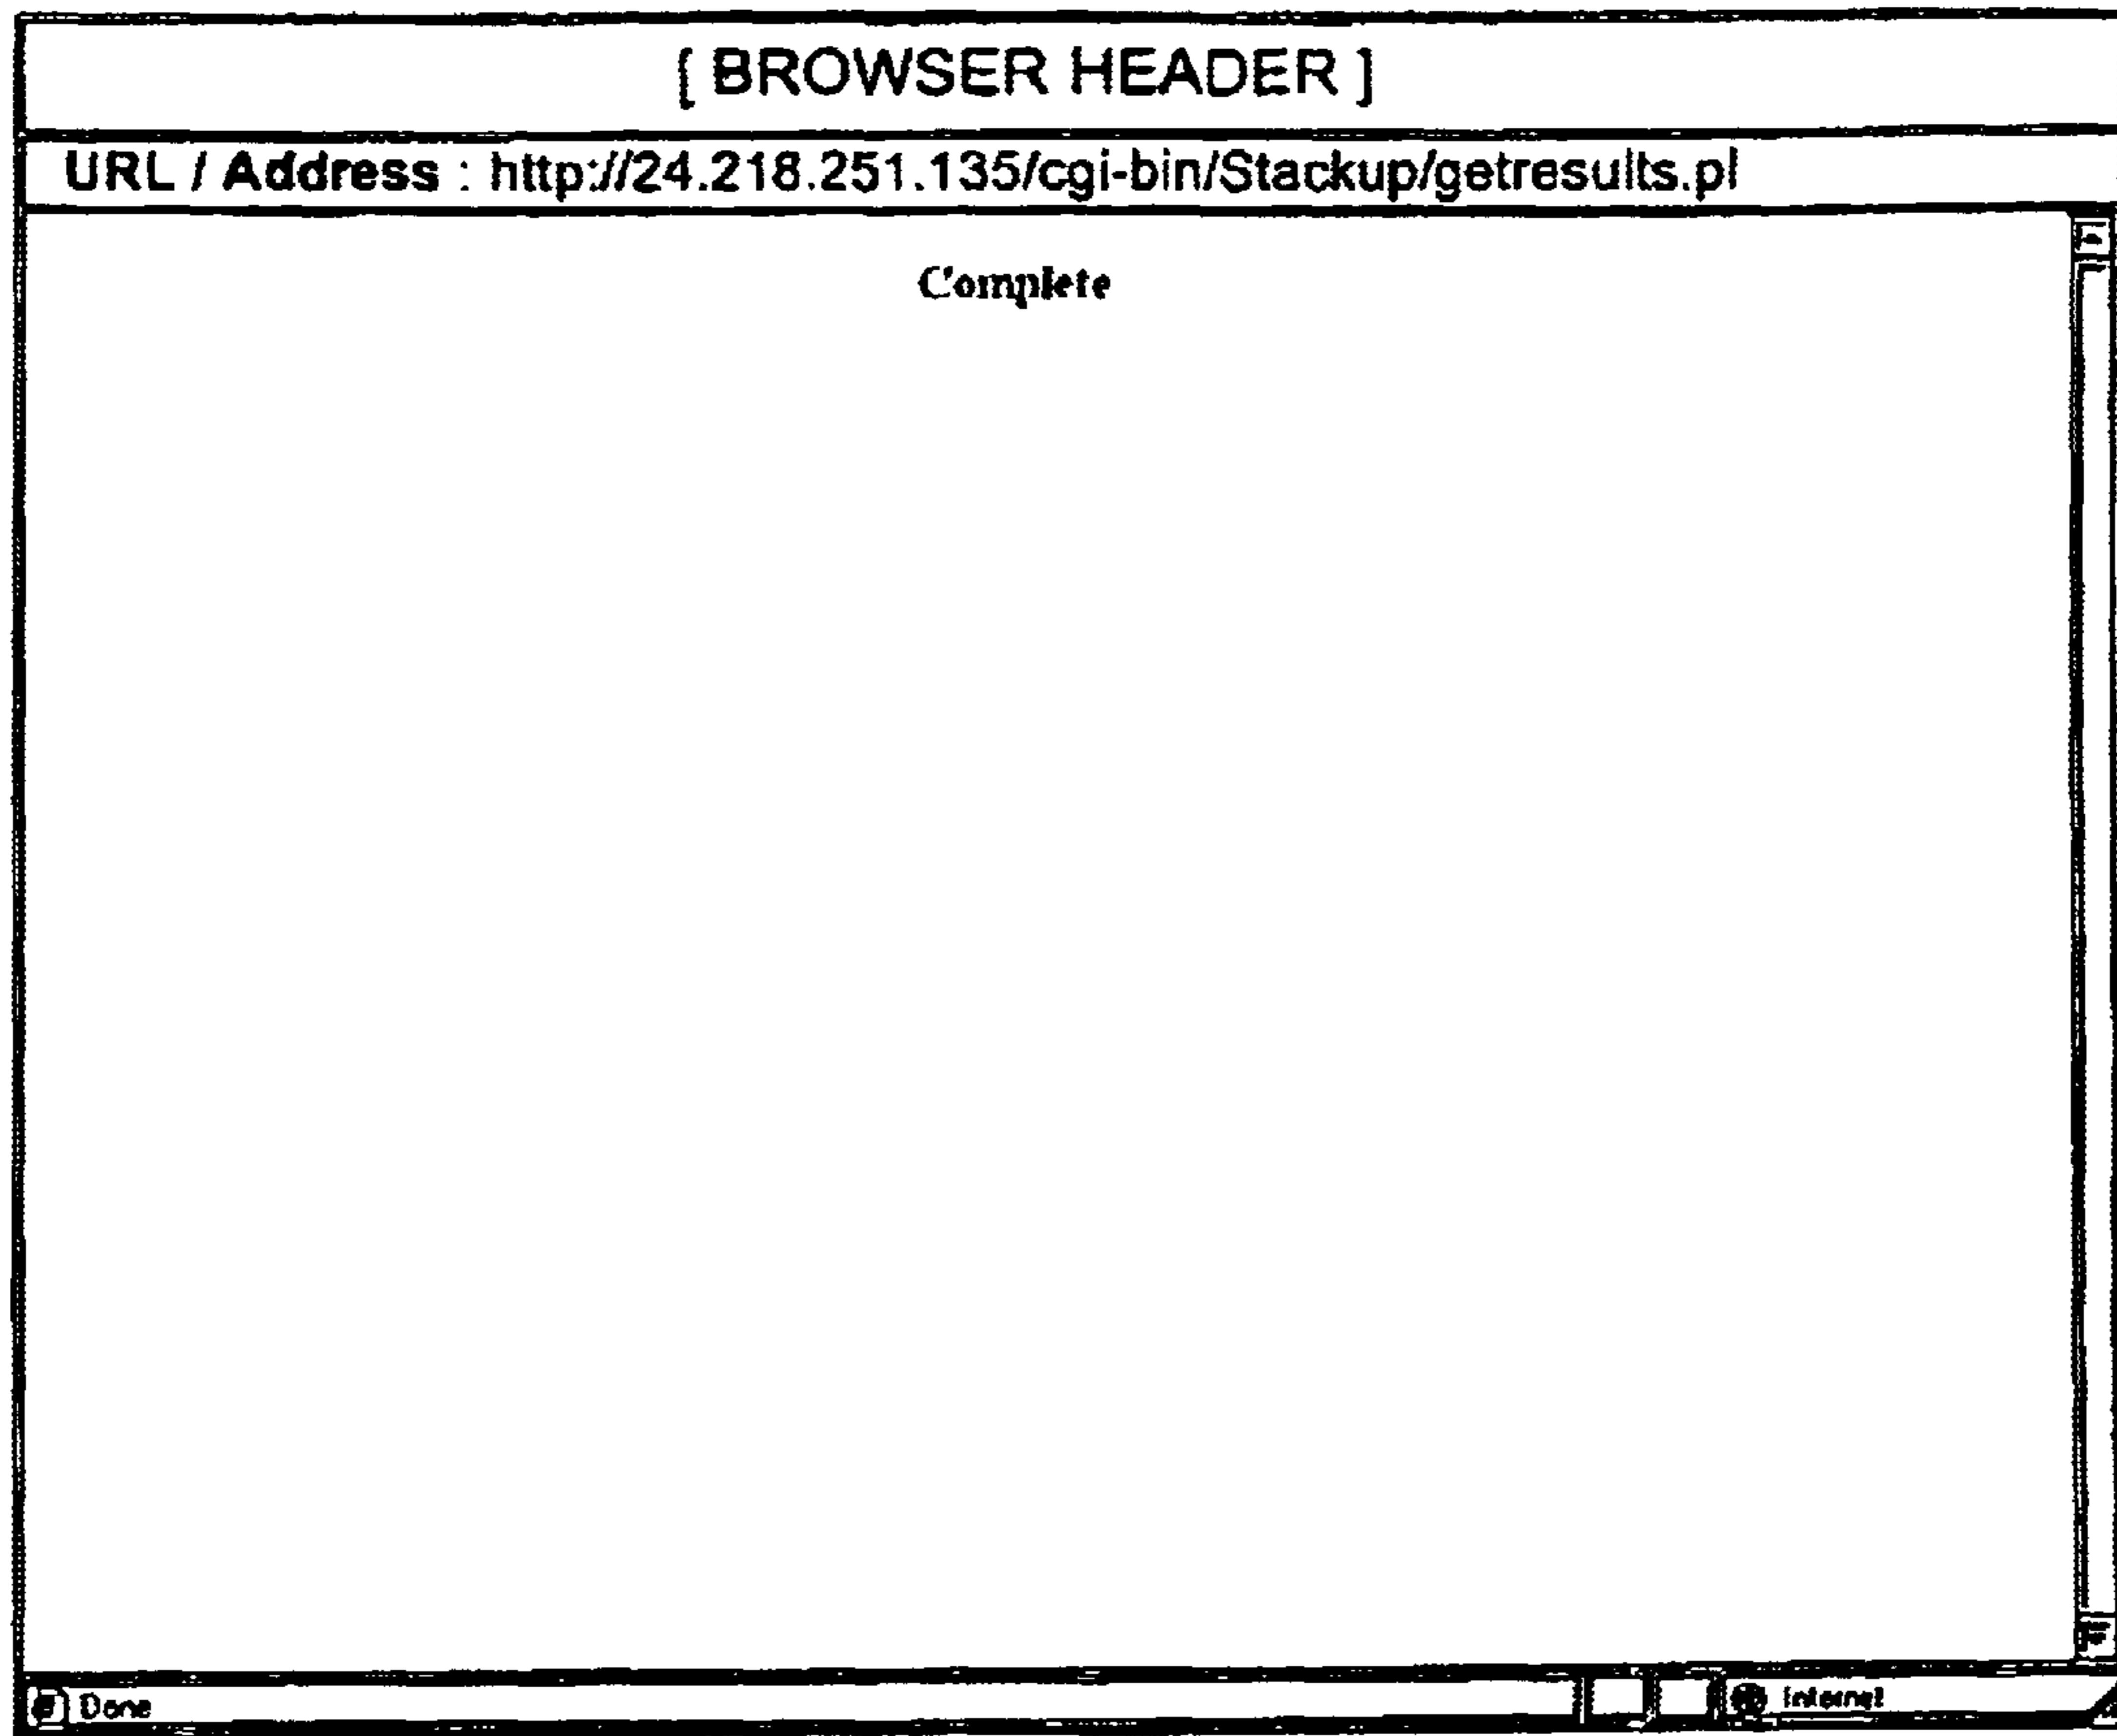 [ BROWSER HEADER ]
URL / Address : http://24.218.251.135/cgi-bin/Stackup/getresults.pl
Complete
Done
Internet